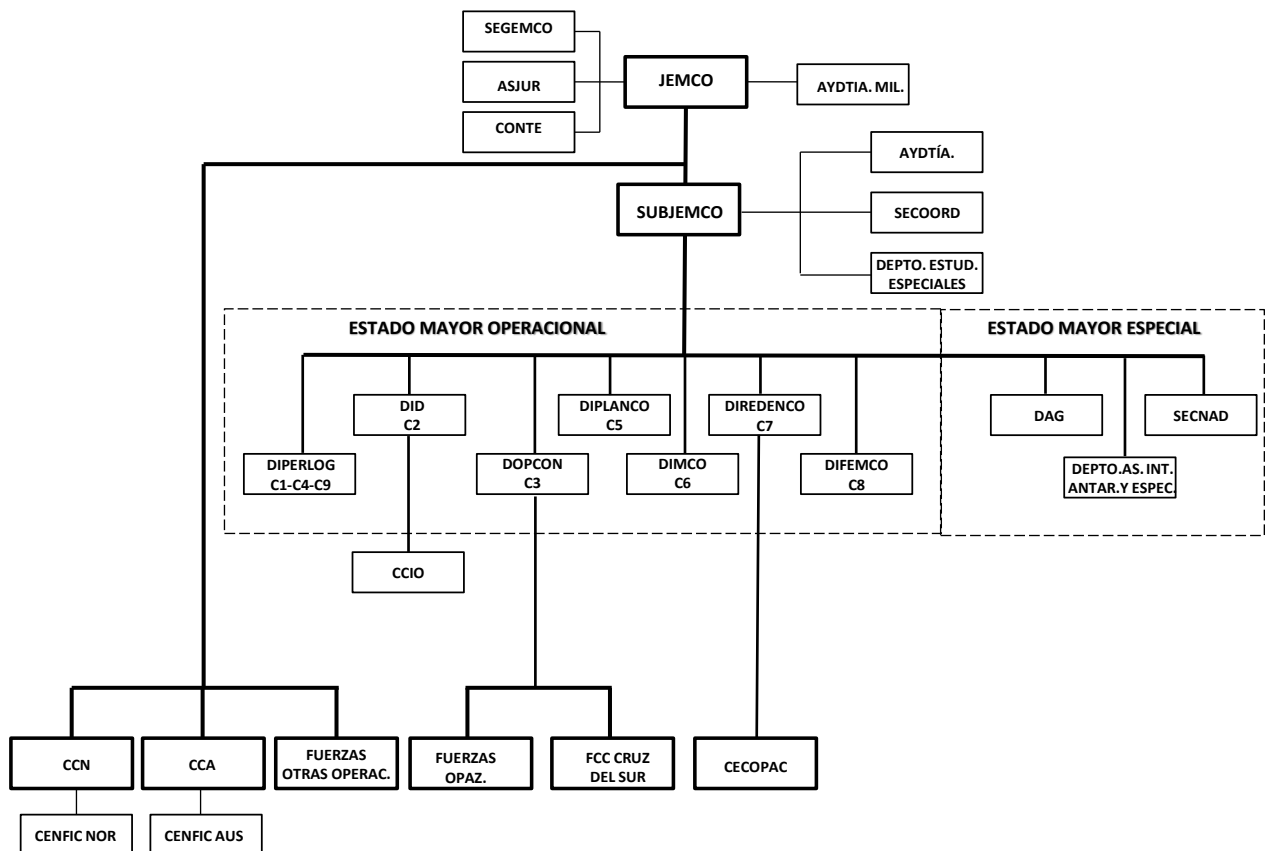 SEGEMCO
JEMCO
ASJUR
AYDTIA. MIL.
CONTE
AYDTÍA.
SUBJEMCO
SECOORD
DEPTO. ESTUD.
ESPECIALES
ESTADO MAYOR OPERACIONAL
ESTADO MAYOR ESPECIAL
DID
C2
DIPLANCO
C5
DIREDENCO
C7
DAG
SECNAD
DIPERLOG
C1-C4-C9
DOPCON
C3
DIMCO
C6
DIFEMCO
C8
DEPTO.AS. INT.
ANTAR.Y ESPEC.
CCIO
CCN
CCA
FUERZAS
OTRAS OPERAC.
FUERZAS
OPAZ.
FCC CRUZ
DEL SUR
CECOPAC
CENFIC NOR
CENFIC AUS